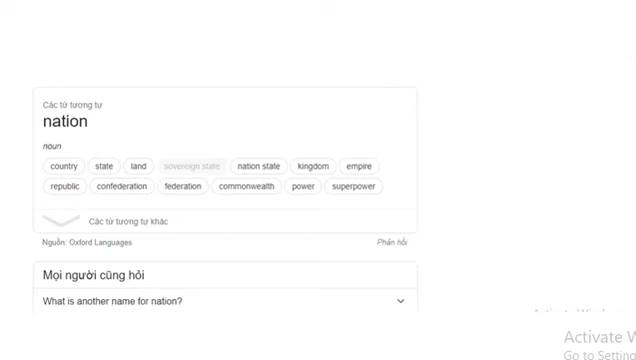 Các từ tương tự
nation
noun
country state land sovereign state nation state kingdom empire
republic confederation federation commonwealth power superpower
Các từ tương tự khác
Nguồn: Oxford Languages Phản hồi
Mọi người cũng hỏi
What is another name for nation?
Activate W
Go to Setting